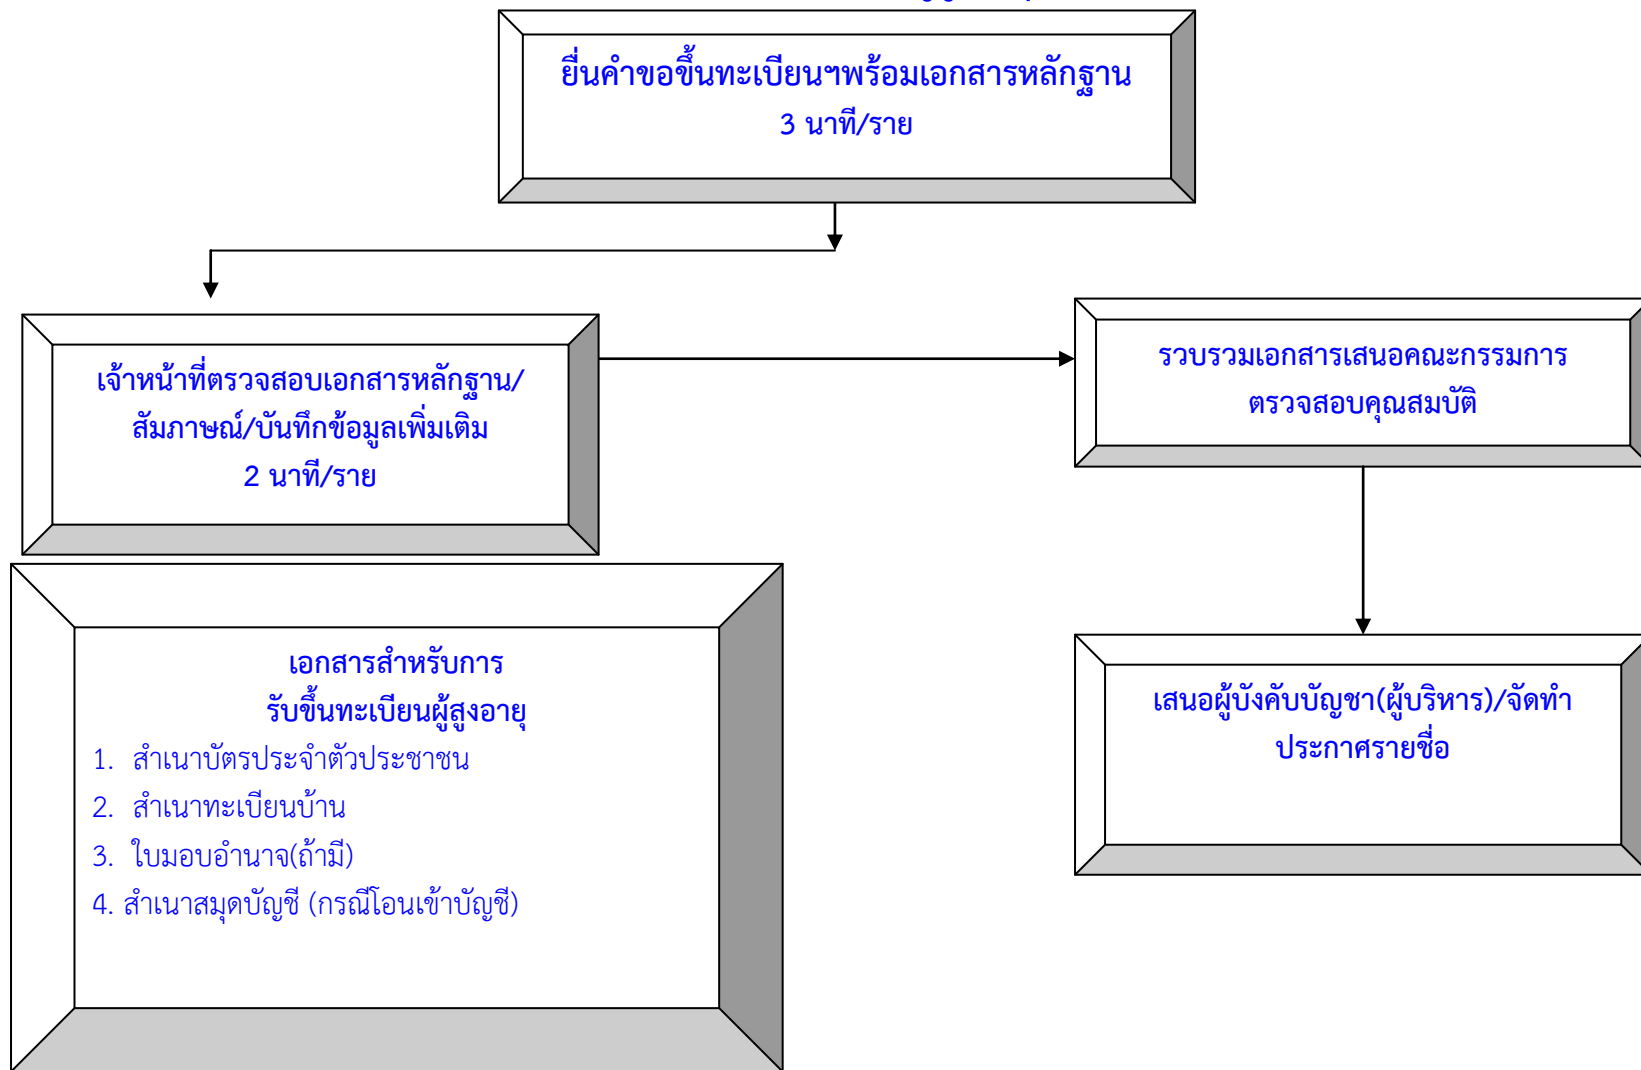 ยื่นคำขอขึ้นทะเบียนฯพร้อมเอกสารหลักฐาน
3 นาที/ราย
เจ้าหน้าที่ตรวจสอบเอกสารหลักฐาน/
สัมภาษณ์/บันทึกข้อมูลเพิ่มเติม
2 นาที/ราย
รวบรวมเอกสารเสนอคณะกรรมการ
ตรวจสอบคุณสมบัติ
เสนอผู้บังคับบัญชา(ผู้บริหาร)/จัดทำ
ประกาศรายชื่อ
เอกสารสำหรับการ
รับขึ้นทะเบียนผู้สูงอายุ
1. สำเนาบัตรประจำตัวประชาชน
2. สำเนาทะเบียนบ้าน
3. ใบมอบอำนาจ(ถ้ามี)
4. สำเนาสมุดบัญชี (กรณีโอนเข้าบัญชี)